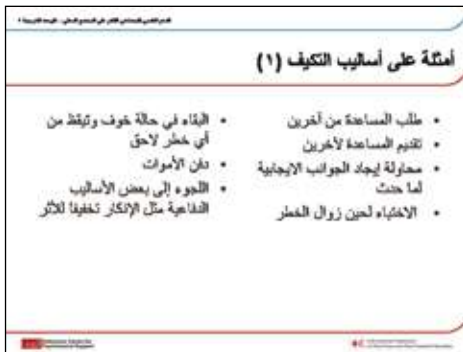 أمثلة على أساليب التكيف (١)
طلب المساعدة من آخرين
تقديم المساعدة لآخرين
محاولة إيجاد الجوانب الايجابية
لما حدث
الاختباء لحين زوال الخطر
البقاء في حالة خوف وتيقظ من
أي خطر لاحق
دفن الأموات
اللجوء إلى بعض الأساليب
الدفاعية مثل الإنكار تخفيفا للأثر